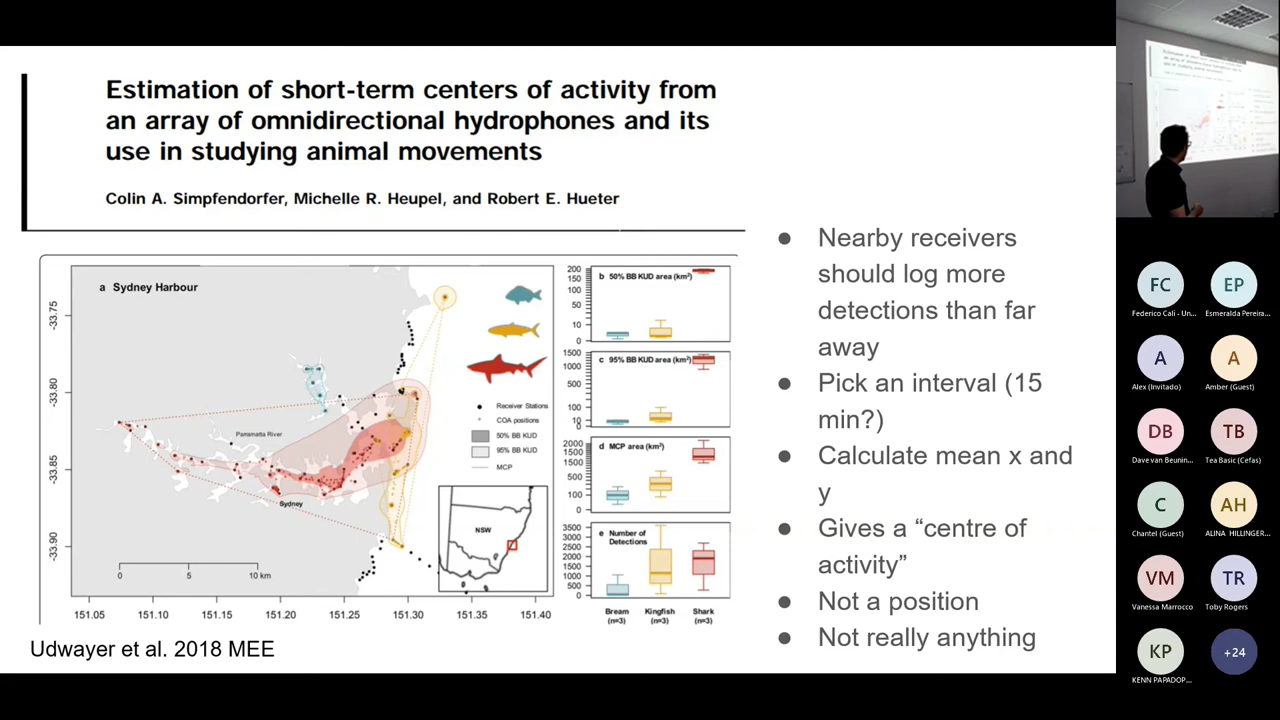 Estimation of short-term centers of activity from
an array of omnidirectional hydrophones and its
use in studying animal movements
Colin A. Simpfendorfer, Michelle R. Heupel, and Robert E. Hueter
a Sydney Harbour
-33.75
-33.80
-33.85
-33.90
Parramatta River
Sydney
Receiver Stations
COA positions
50% BB KUD
95% BB KUD
MCP
NSW
0 5 10 km
151.05 151.10 151.15 151.20 151.25 151.30 151.35 151.40
b 50% BB KUD area (km²)
200
150
100
50
10
0
c 95% BB KUD area (km²)
1500
1000
500
100
10
0
d MCP area (km²)
2000
1500
1000
500
100
0
e Number of
Detections
3500
3000
2500
2000
1500
1000
500
0
Bream Kingfish Shark
(n=3) (n=3) (n=3)
Udwayer et al. 2018 MEE
● Nearby receivers
should log more
detections than far
away
● Pick an interval (15
min?)
● Calculate mean x and
y
● Gives a “centre of
activity”
● Not a position
● Not really anything
FC EP
Federico Cali - Un... Esmeralda Pereira...
A A
Alex (Invitado) Amber (Guest)
DB TB
Dave van Beunin... Tea Basic (Cefas)
C AH
Chantel (Guest) ALINA HILLINGER...
VM TR
Vanessa Marrocco Toby Rogers
KP +24
KENN PAPADOP...